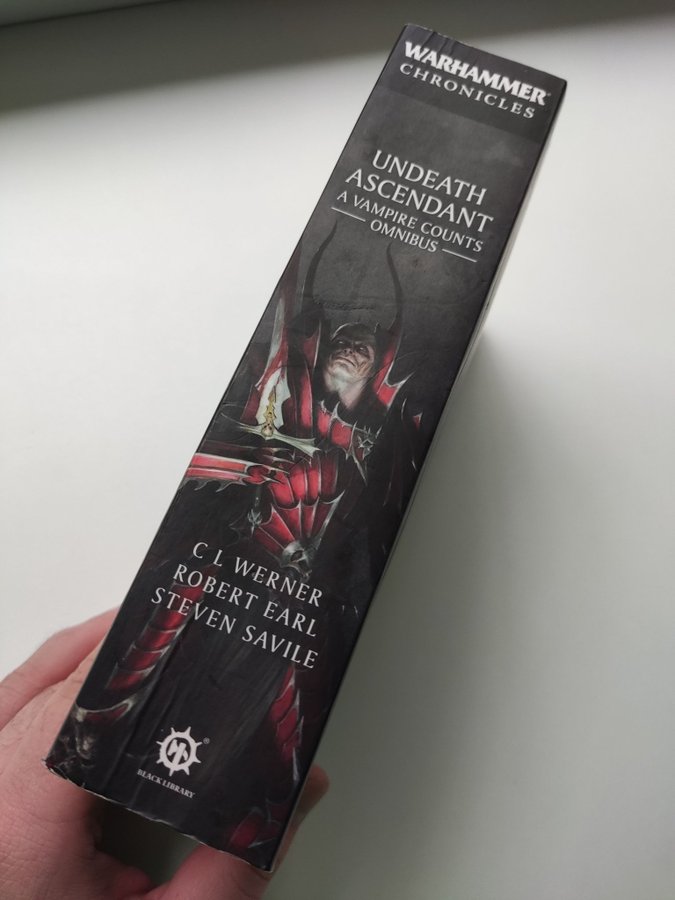 WARHAMMER®
CHRONICLES
UNDEATH
ASCENDANT
A VAMPIRE COUNTS
OMNIBUS
C L WERNER
ROBERT EARL
STEVEN SAVILE
®
BLACK LIBRARY